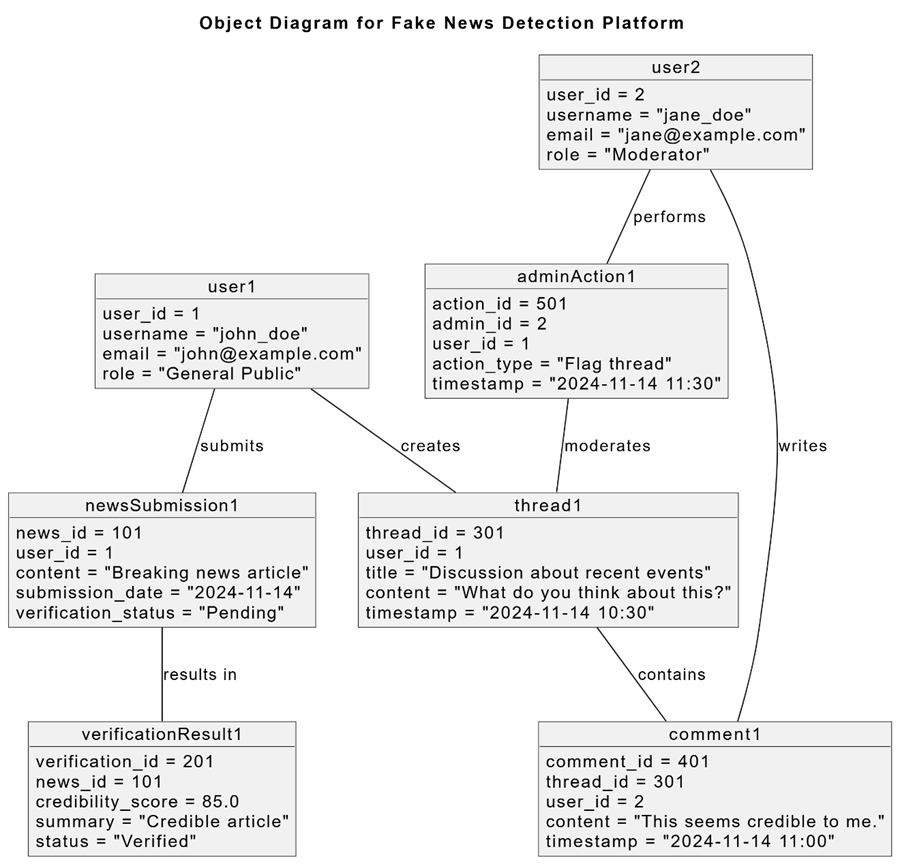 Object Diagram for Fake News Detection Platform
user2
user_id = 2
username = "jane_doe"
email = "jane@example.com"
role = "Moderator"
performs
adminAction1
action_id = 501
admin_id = 2
user_id = 1
action_type = "Flag thread"
timestamp = "2024-11-14 11:30"
user1
user_id = 1
username = "john_doe"
email = "john@example.com"
role = "General Public"
submits
creates
moderates
writes
newsSubmission1
news_id = 101
user_id = 1
content = "Breaking news article"
submission_date = "2024-11-14"
verification_status = "Pending"
thread1
thread_id = 301
user_id = 1
title = "Discussion about recent events"
content = "What do you think about this?"
timestamp = "2024-11-14 10:30"
results in
contains
verificationResult1
verification_id = 201
news_id = 101
credibility_score = 85.0
summary = "Credible article"
status = "Verified"
comment1
comment_id = 401
thread_id = 301
user_id = 2
content = "This seems credible to me."
timestamp = "2024-11-14 11:00"